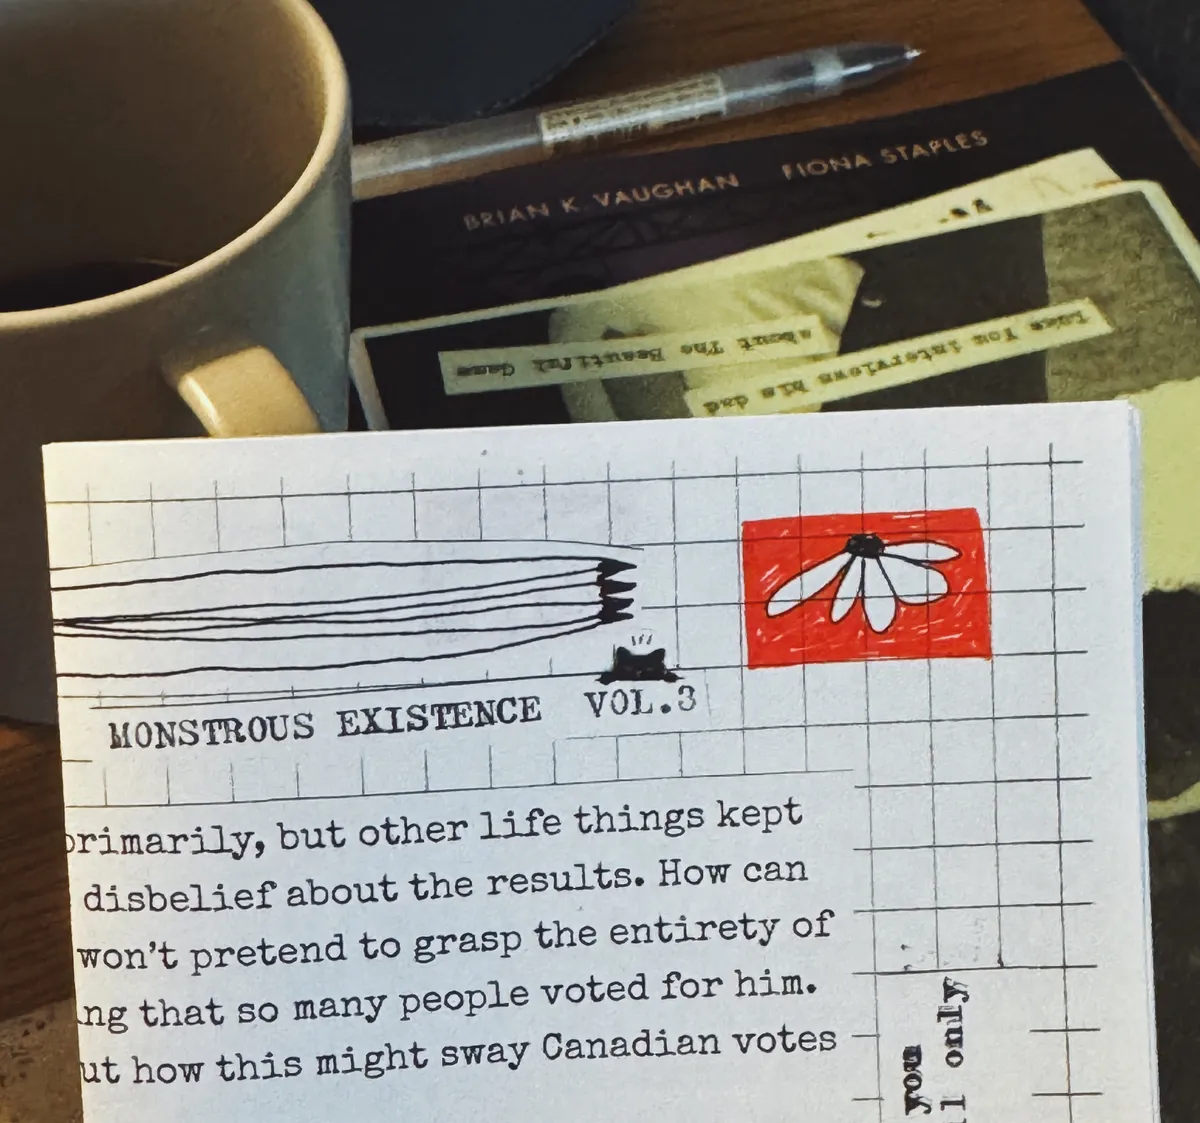 BRIAN K. VAUGHAN FIONA STAPLES
about The Beautiful Game
Luke You interviews his dad
MONSTROUS EXISTENCE VOL.3
primarily, but other life things kept
disbelief about the results. How can
won't pretend to grasp the entirety of
ng that so many people voted for him.
ut how this might sway Canadian votes
you
l only